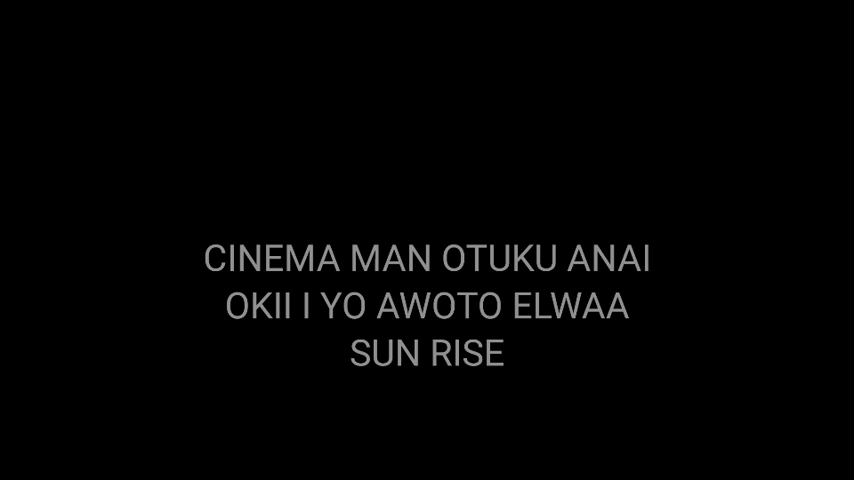 CINEMA MAN OTUKU ANAI
OKII I YO AWOTO ELWAA
SUN RISE